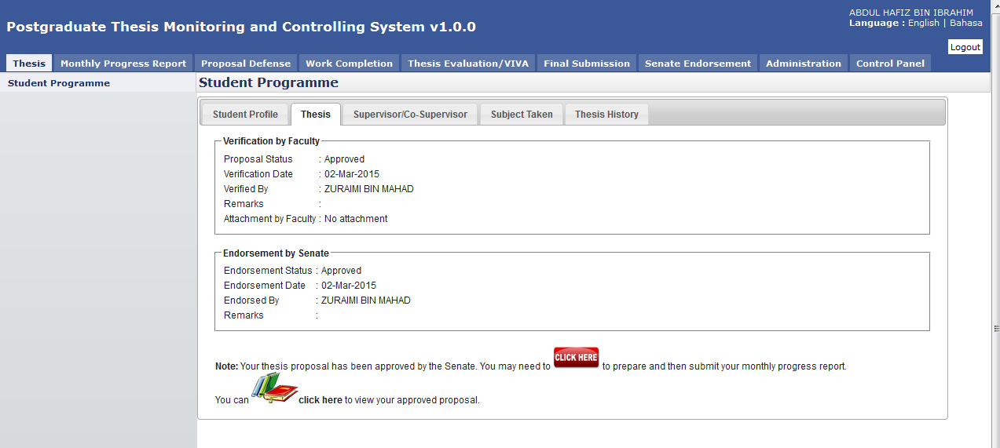 ABDUL HAFIZ BIN IBRAHIM
Postgraduate Thesis Monitoring and Controlling System v1.0.0
Language : English | Bahasa
Logout
Thesis Monthly Progress Report Proposal Defense Work Completion Thesis Evaluation/VIVA Final Submission Senate Endorsement Administration Control Panel
Student Programme
Student Programme
Student Profile Thesis Supervisor/Co-Supervisor Subject Taken Thesis History
Verification by Faculty
Proposal Status : Approved
Verification Date : 02-Mar-2015
Verified By : ZURAIMI BIN MAHAD
Remarks :
Attachment by Faculty : No attachment
Endorsement by Senate
Endorsement Status : Approved
Endorsement Date : 02-Mar-2015
Endorsed By : ZURAIMI BIN MAHAD
Remarks :
Note: Your thesis proposal has been approved by the Senate. You may need to CLICK HERE to prepare and then submit your monthly progress report.
You can click here to view your approved proposal.